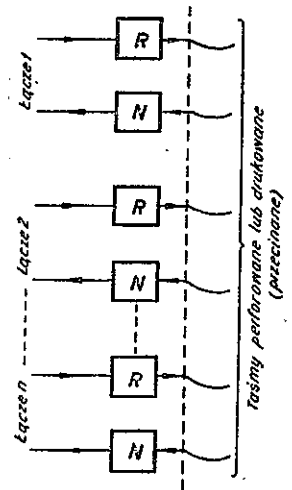 Łącze 1
R
N
Łącze 2
R
N
Łącze n
R
N
Taśmy perforowane lub drukowane
(przecinane)